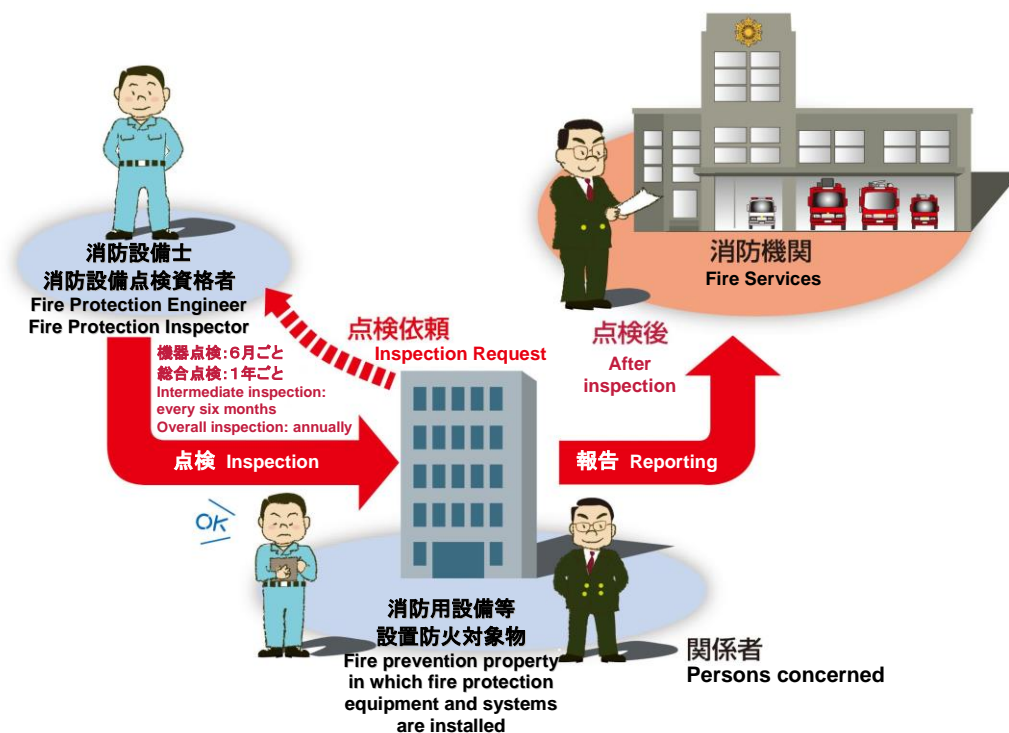 消防設備士
消防設備点検資格者
Fire Protection Engineer
Fire Protection Inspector
消防機関
Fire Services
点検依頼
Inspection Request
機器点検:6月ごと
総合点検:1年ごと
Intermediate inspection:
every six months
Overall inspection: annually
点検 Inspection
点検後
After
inspection
報告 Reporting
OK
消防用設備等
設置防火対象物
Fire prevention property
in which fire protection
equipment and systems
are installed
関係者
Persons concerned